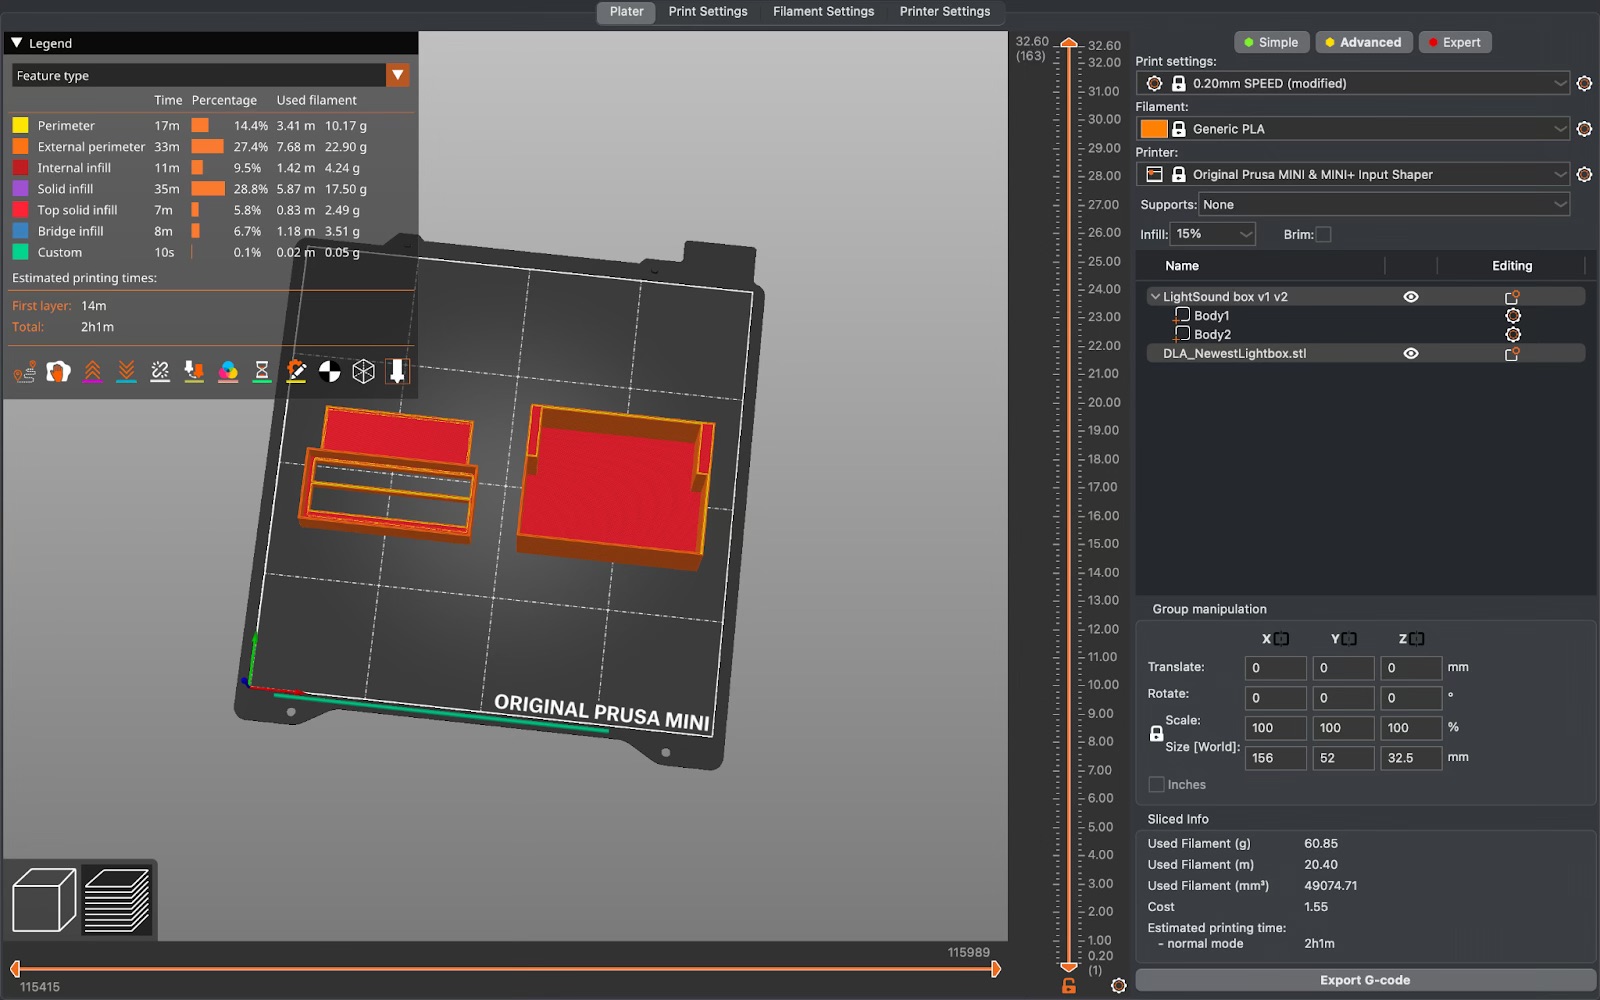 Plater Print Settings Filament Settings Printer Settings
Legend
Feature type
Time Percentage Used filament
Perimeter 17m 14.4% 3.41 m 10.17 g
External perimeter 33m 27.4% 7.68 m 22.90 g
Internal infill 11m 9.5% 1.42 m 4.24 g
Solid infill 35m 28.8% 5.87 m 17.50 g
Top solid infill 7m 5.8% 0.83 m 2.49 g
Bridge infill 8m 6.7% 1.18 m 3.51 g
Custom 10s 0.1% 0.02 m 0.05 g
Estimated printing times:
First layer: 14m
Total: 2h1m
ORIGINAL PRUSA MINI
115989
115415
32.60
(163)
32.60
32.00
31.00
30.00
29.00
28.00
27.00
26.00
25.00
24.00
23.00
22.00
21.00
20.00
19.00
18.00
17.00
16.00
15.00
14.00
13.00
12.00
11.00
10.00
9.00
8.00
7.00
6.00
5.00
4.00
3.00
2.00
1.00
0.20
(1)
Simple Advanced Expert
Print settings:
0.20mm SPEED (modified)
Filament:
Generic PLA
Printer:
Original Prusa MINI & MINI+ Input Shaper
Supports: None
Infill: 15% Brim:
Name Editing
LightSound box v1 v2
Body1
Body2
DLA_NewestLightbox.stl
Group manipulation
X Y Z
Translate: 0 0 0 mm
Rotate: 0 0 0 °
Scale: 100 100 100 %
Size [World]: 156 52 32.5 mm
Inches
Sliced Info
Used Filament (g) 60.85
Used Filament (m) 20.40
Used Filament (mm³) 49074.71
Cost 1.55
Estimated printing time:
- normal mode 2h1m
Export G-code